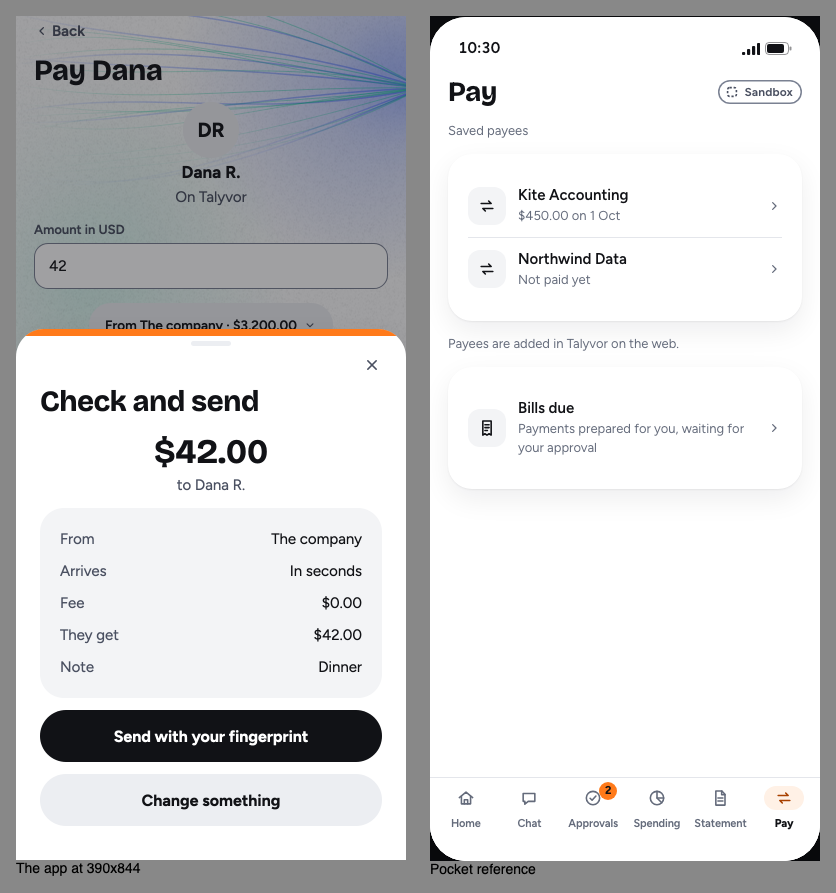 Back
Pay Dana
DR
Dana R.
On Talyvor
Amount in USD
42
From The company · $3,200.00
Check and send
$42.00
to Dana R.
From The company
Arrives In seconds
Fee $0.00
They get $42.00
Note Dinner
Send with your fingerprint
Change something
The app at 390x844
10:30
Pay
Sandbox
Saved payees
Kite Accounting
$450.00 on 1 Oct
Northwind Data
Not paid yet
Payees are added in Talyvor on the web.
Bills due
Payments prepared for you, waiting for
your approval
2
Home Chat Approvals Spending Statement Pay
Pocket reference